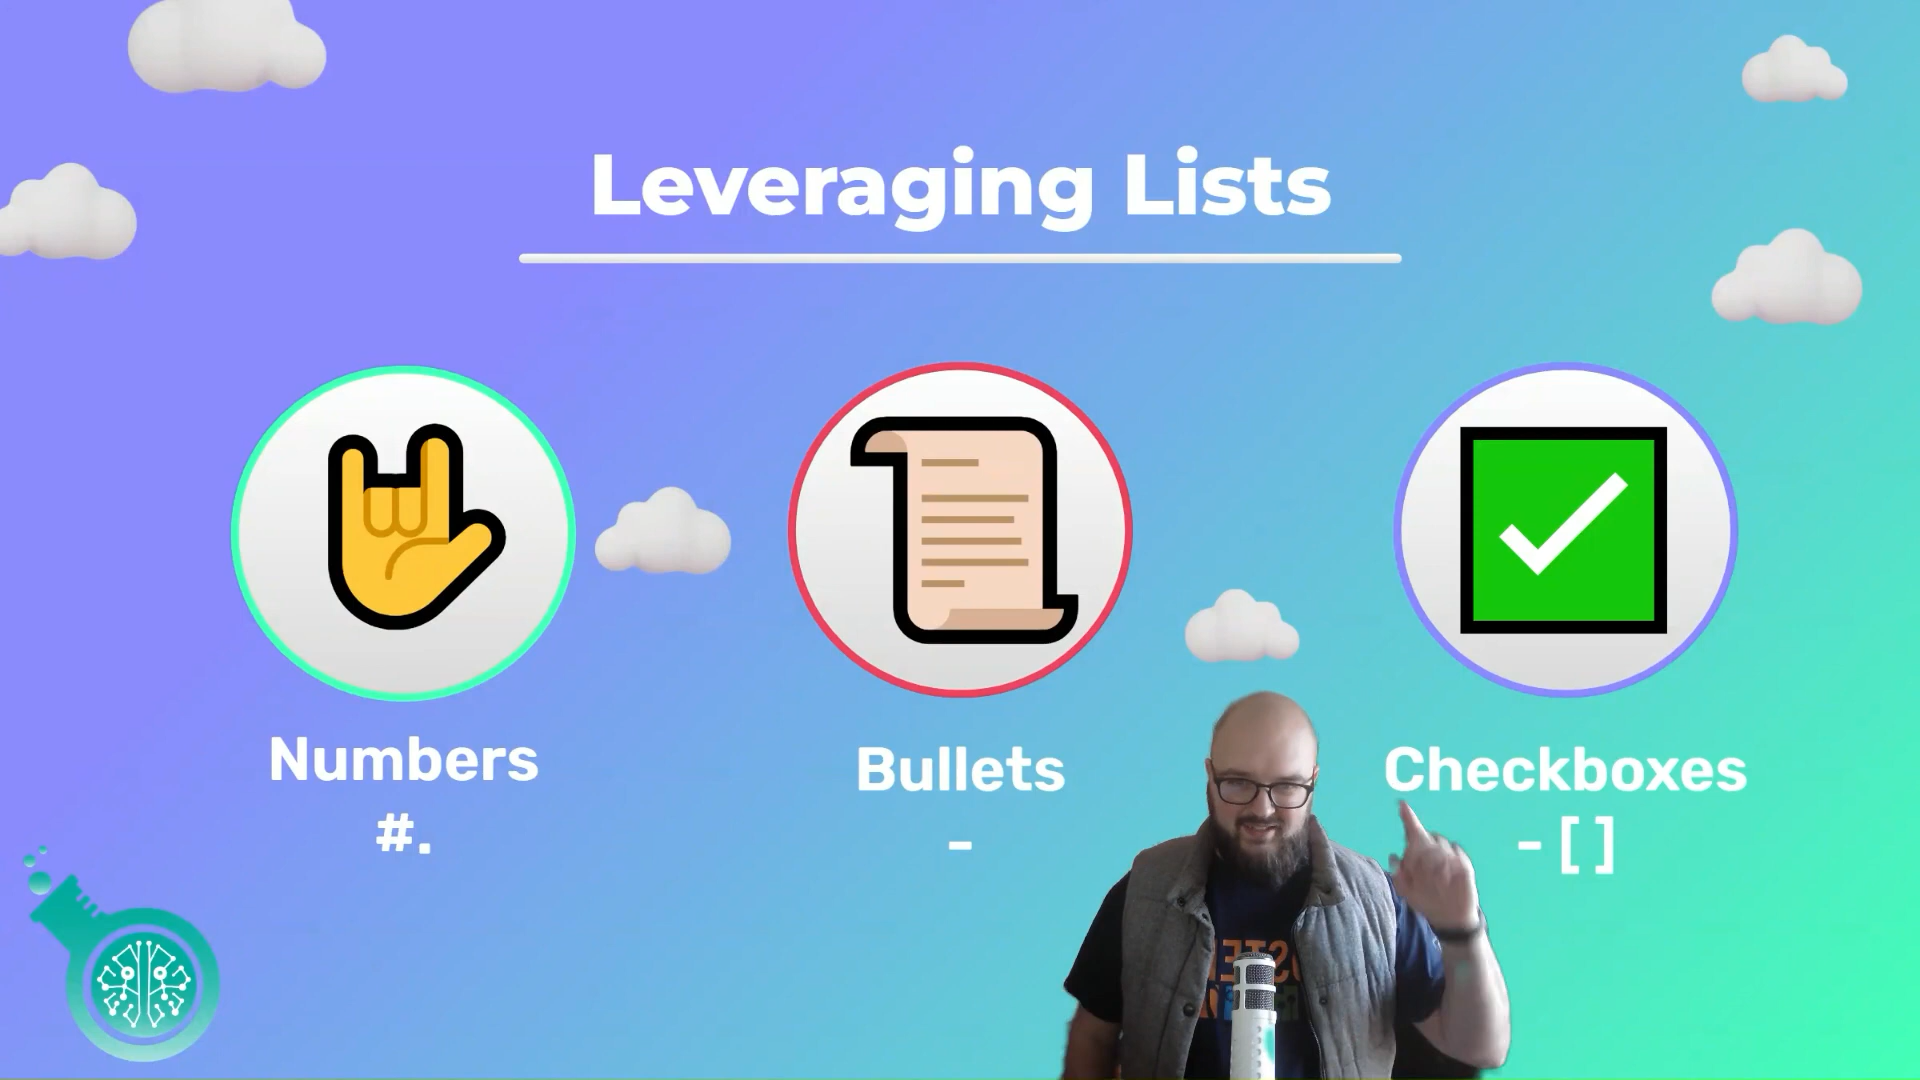 Leveraging Lists
Numbers
#.
Bullets
-
Checkboxes
- [ ]